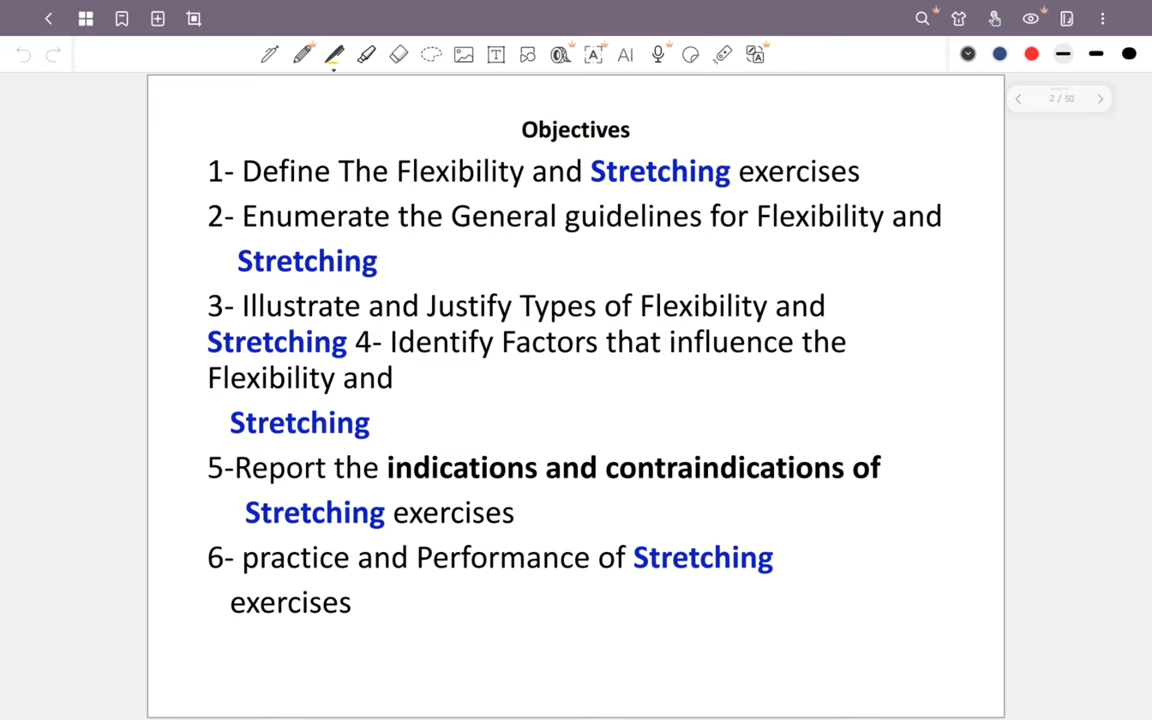 AI
2 / 50
Objectives
1- Define The Flexibility and Stretching exercises
2- Enumerate the General guidelines for Flexibility and
Stretching
3- Illustrate and Justify Types of Flexibility and
Stretching 4- Identify Factors that influence the
Flexibility and
Stretching
5-Report the indications and contraindications of
Stretching exercises
6- practice and Performance of Stretching
exercises